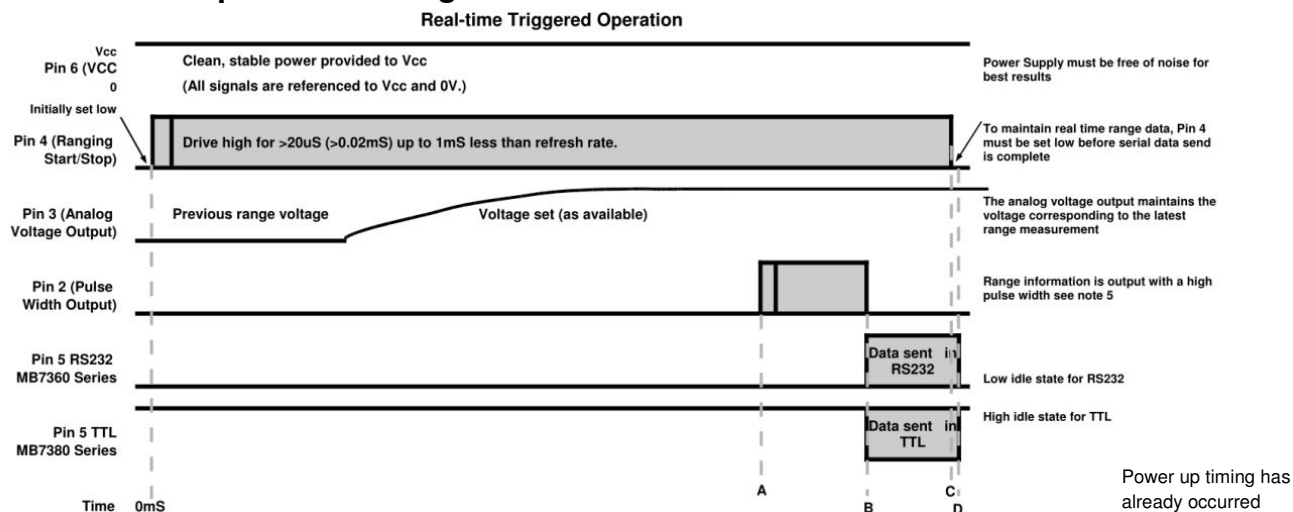 Real-time Triggered Operation
Vcc
Pin 6 (VCC
0
Clean, stable power provided to Vcc
(All signals are referenced to Vcc and 0V.)
Power Supply must be free of noise for
best results
Initially set low
Pin 4 (Ranging
Start/Stop)
Drive high for >20uS (>0.02mS) up to 1mS less than refresh rate.
To maintain real time range data, Pin 4
must be set low before serial data send
is complete
Pin 3 (Analog
Voltage Output)
Previous range voltage
Voltage set (as available)
The analog voltage output maintains the
voltage corresponding to the latest
range measurement
Pin 2 (Pulse
Width Output)
Range information is output with a high
pulse width see note 5
Pin 5 RS232
MB7360 Series
Data sent in
RS232
Low idle state for RS232
High idle state for TTL
Pin 5 TTL
MB7380 Series
Data sent in
TTL
A
B
C
D
Time 0mS
Power up timing has
already occurred